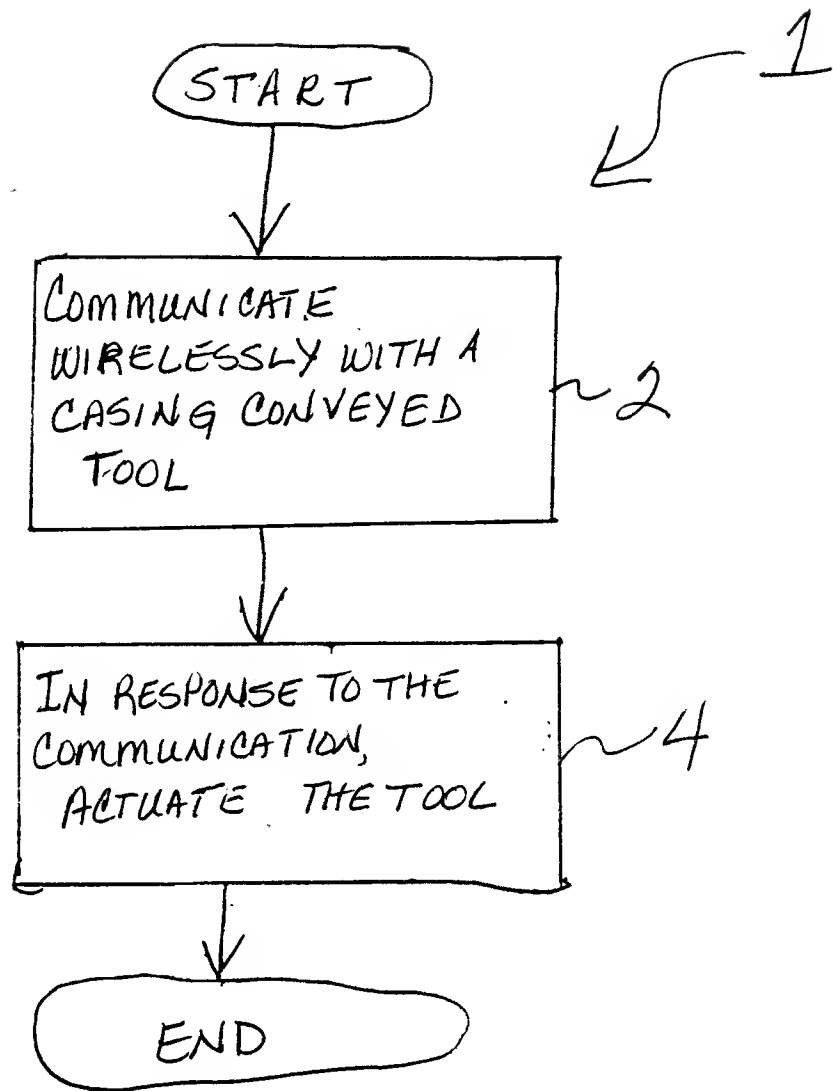 START
1
COMMUNICATE
WIRELESSLY WITH A
CASING CONVEYED
TOOL
2
IN RESPONSE TO THE
COMMUNICATION,
ACTUATE THE TOOL
4
END